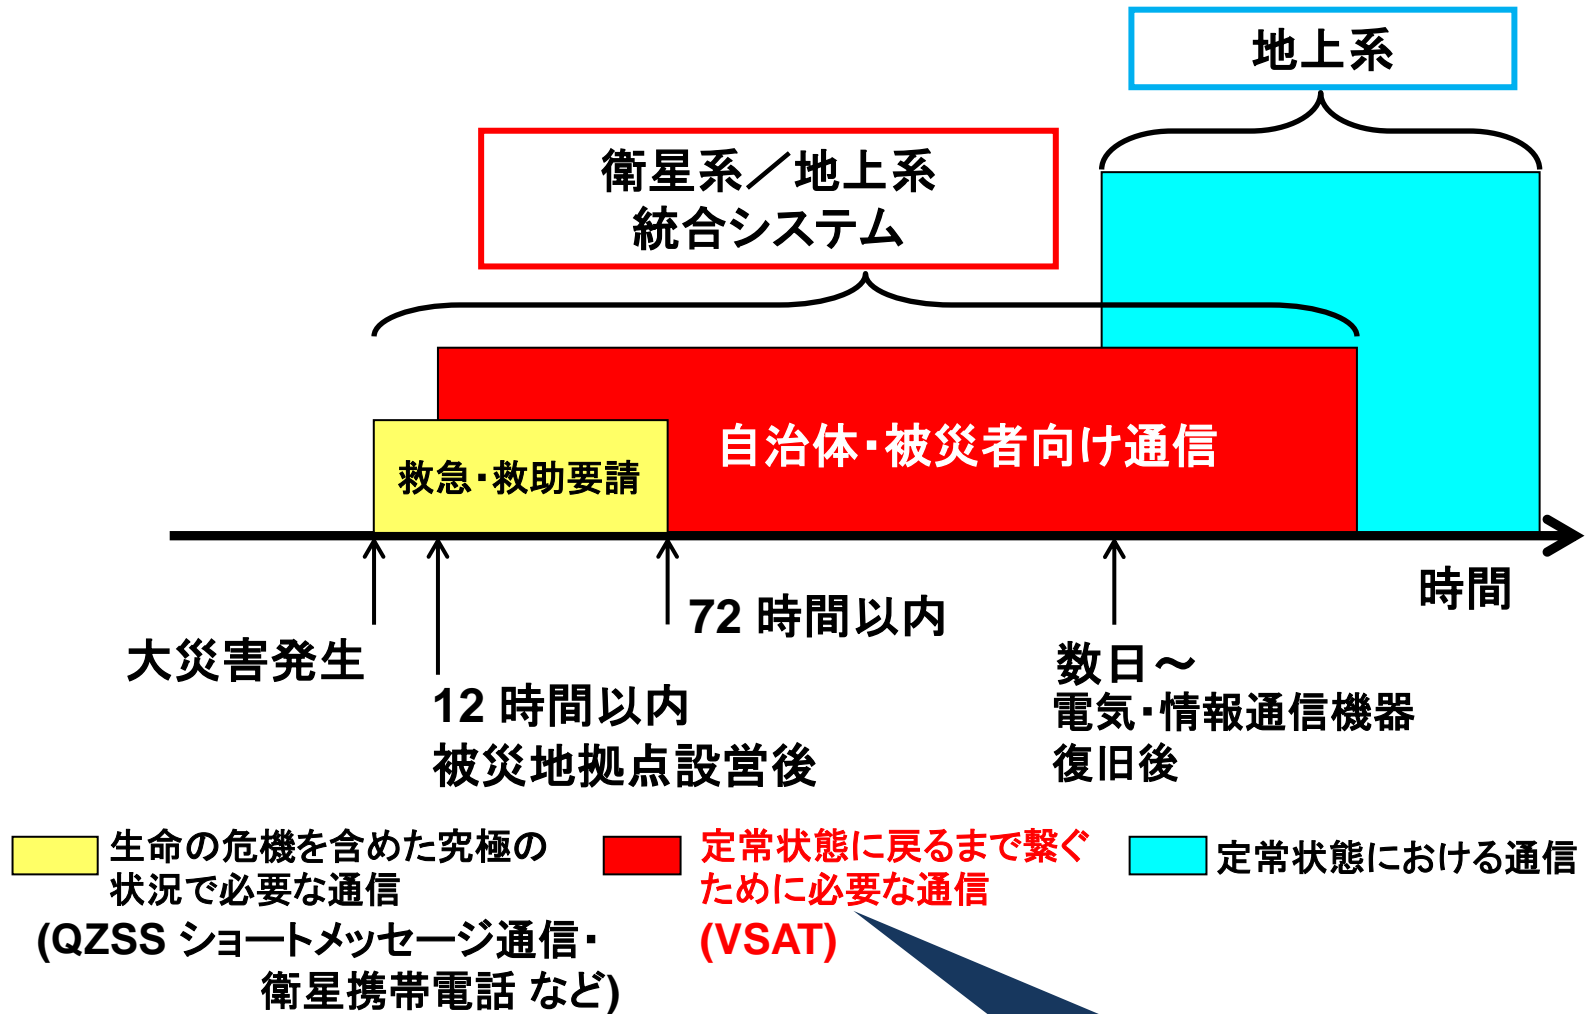 地上系
衛星系／地上系
統合システム
自治体・被災者向け通信
救急・救助要請
時間
大災害発生
12 時間以内
被災地拠点設営後
72 時間以内
数日～
電気・情報通信機器
復旧後
生命の危機を含めた究極の
状況で必要な通信
(QZSS ショートメッセージ通信・
衛星携帯電話 など)
定常状態に戻るまで繋ぐ
ために必要な通信
(VSAT)
定常状態における通信